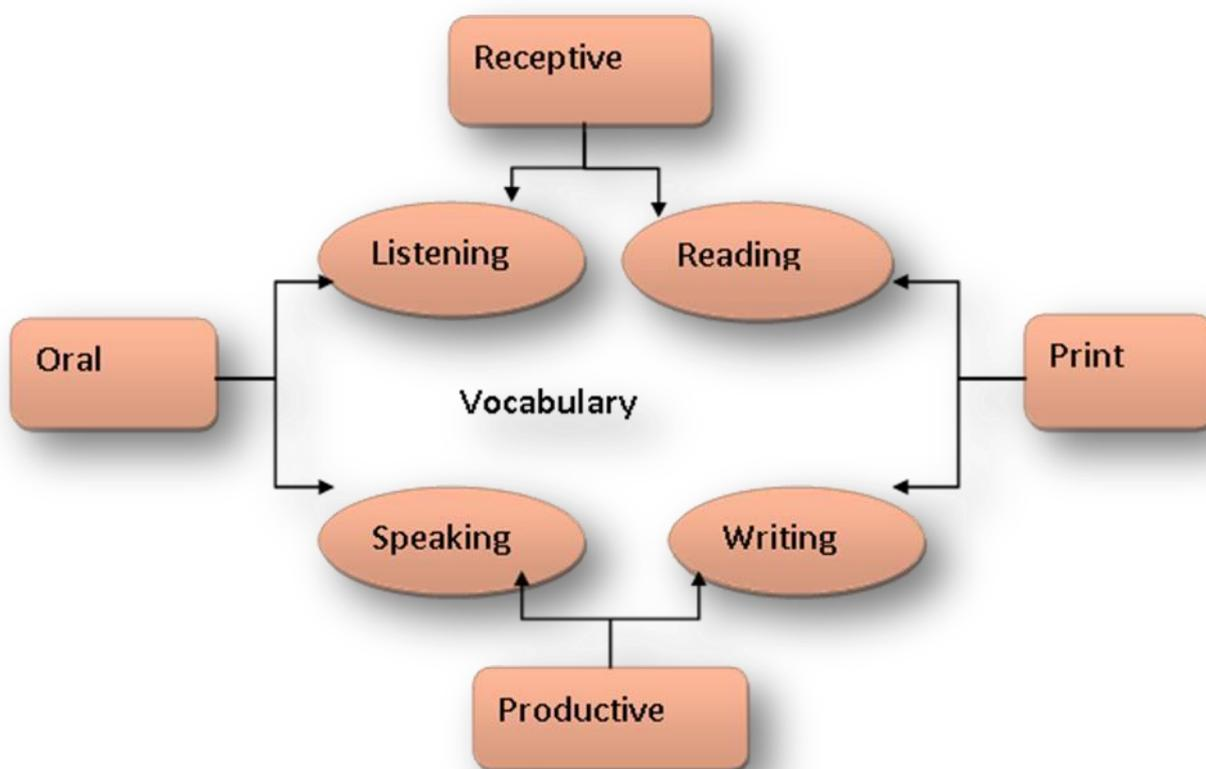 Receptive
Listening
Reading
Oral
Print
Vocabulary
Speaking
Writing
Productive